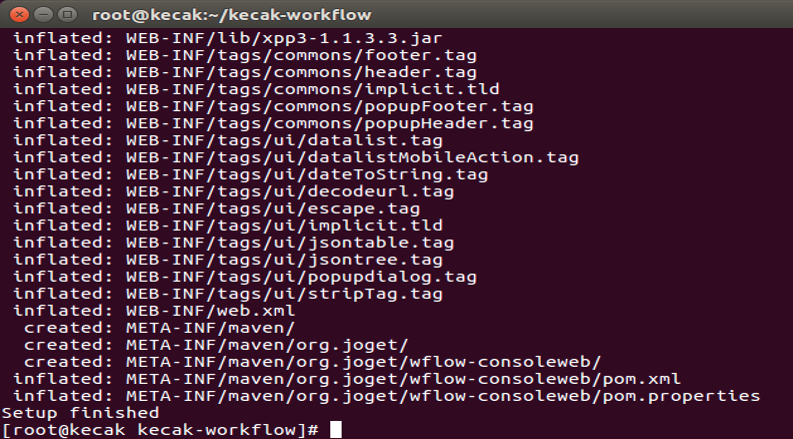 root@kecak:~/kecak-workflow
inflated: WEB-INF/lib/xpp3-1.1.3.3.jar
inflated: WEB-INF/tags/commons/footer.tag
inflated: WEB-INF/tags/commons/header.tag
inflated: WEB-INF/tags/commons/implicit.tld
inflated: WEB-INF/tags/commons/popupFooter.tag
inflated: WEB-INF/tags/commons/popupHeader.tag
inflated: WEB-INF/tags/ui/datalist.tag
inflated: WEB-INF/tags/ui/datalistMobileAction.tag
inflated: WEB-INF/tags/ui/dateToString.tag
inflated: WEB-INF/tags/ui/decodeurl.tag
inflated: WEB-INF/tags/ui/escape.tag
inflated: WEB-INF/tags/ui/implicit.tld
inflated: WEB-INF/tags/ui/jsontable.tag
inflated: WEB-INF/tags/ui/jsontree.tag
inflated: WEB-INF/tags/ui/popupdialog.tag
inflated: WEB-INF/tags/ui/stripTag.tag
inflated: WEB-INF/web.xml
created: META-INF/maven/
created: META-INF/maven/org.joget/
created: META-INF/maven/org.joget/wflow-consoleweb/
inflated: META-INF/maven/org.joget/wflow-consoleweb/pom.xml
inflated: META-INF/maven/org.joget/wflow-consoleweb/pom.properties
Setup finished
[root@kecak kecak-workflow]#